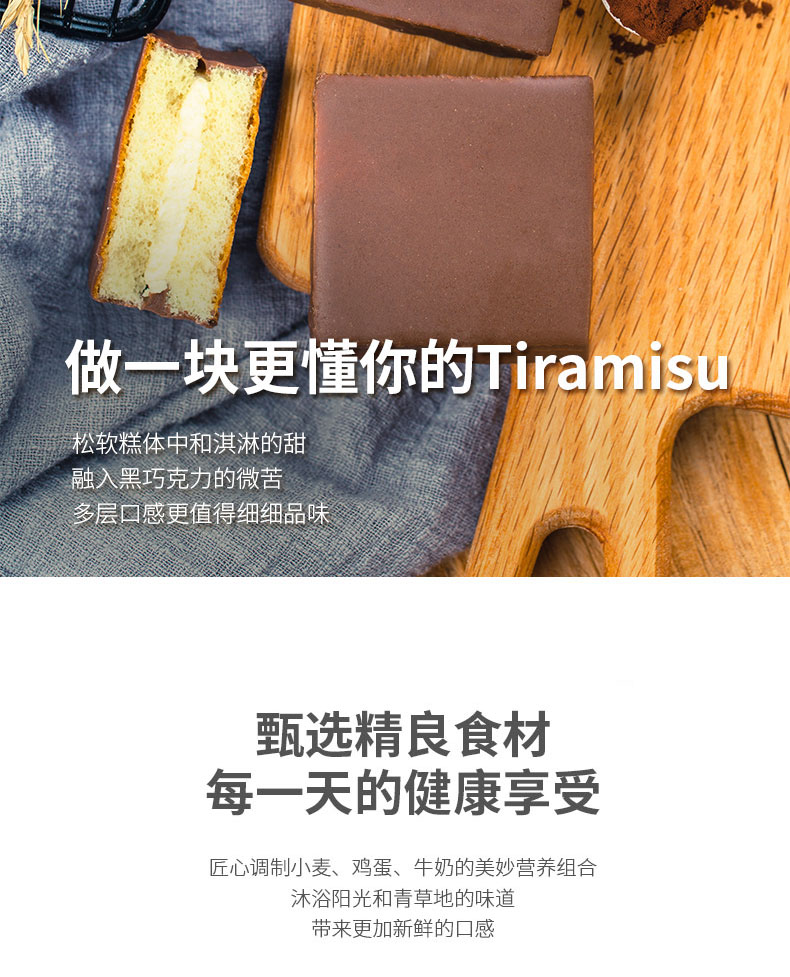 做一块更懂你的Tiramisu
松软糕体中和淇淋的甜
融入黑巧克力的微苦
多层口感更值得细细品味
甄选精良食材
每一天的健康享受
匠心调制小麦、鸡蛋、牛奶的美妙营养组合
沐浴阳光和青草地的味道
带来更加新鲜的口感